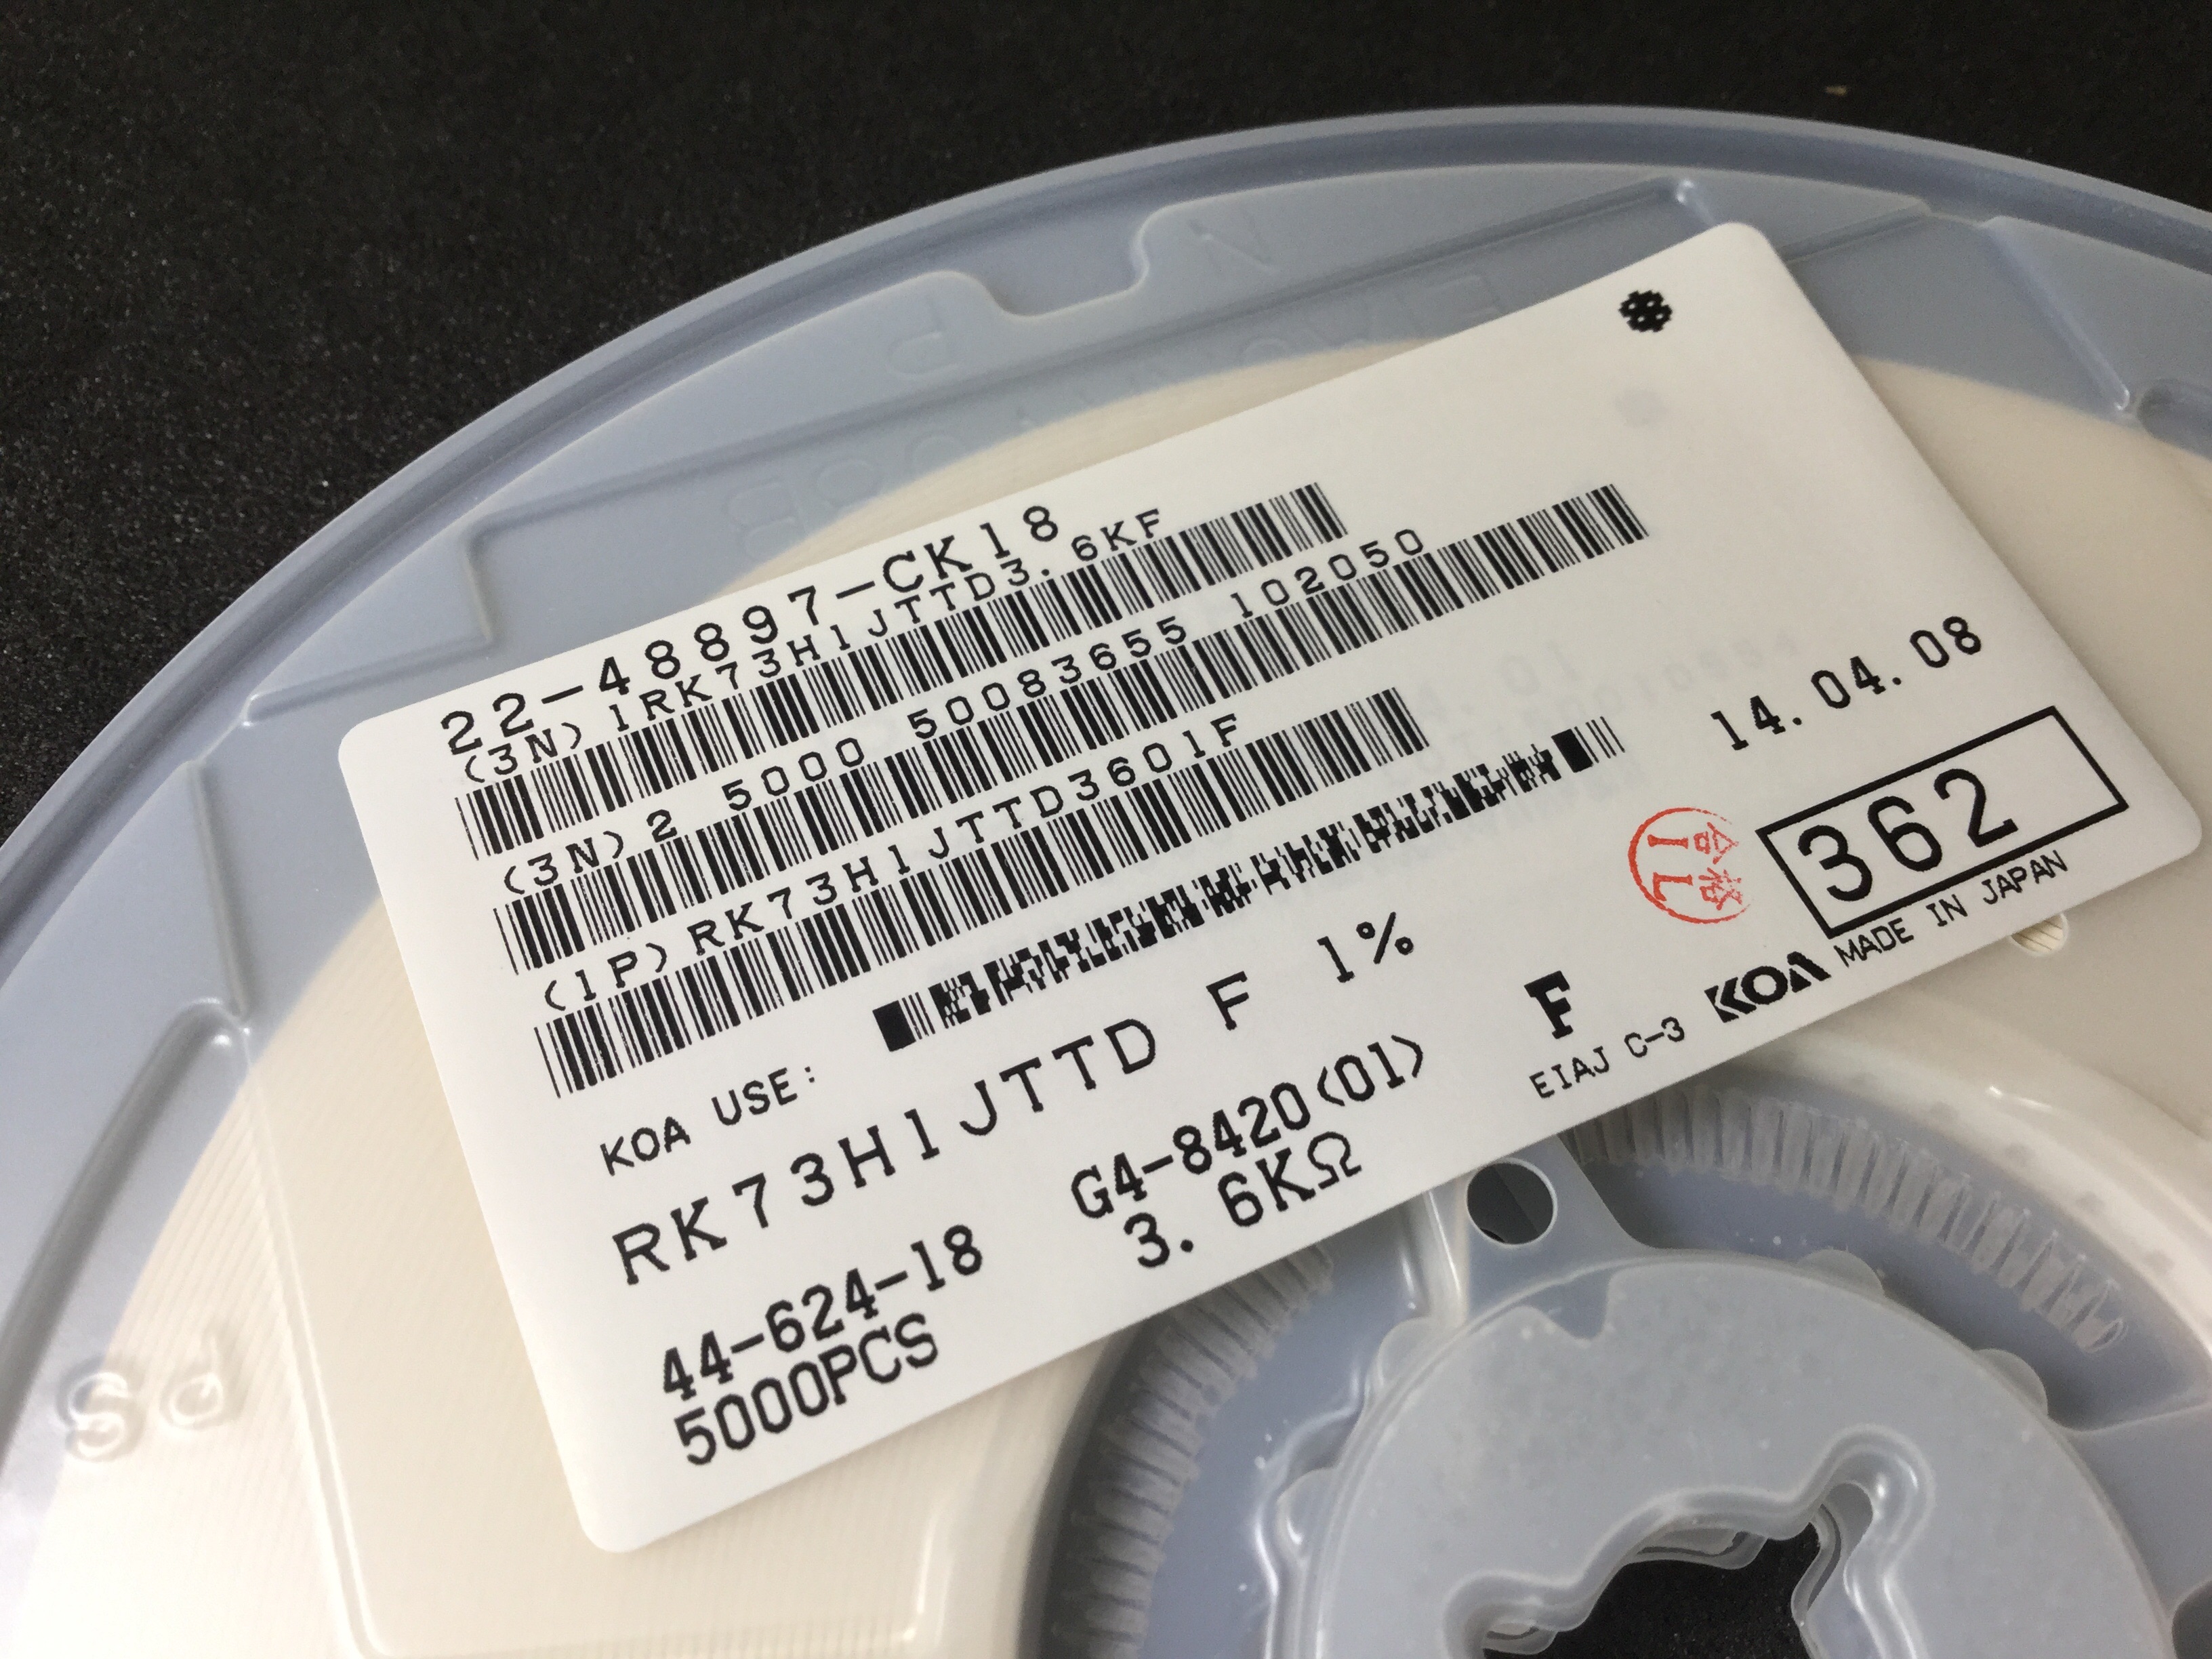 22-48897-CK18
(3N)1RK73H1JTTD3.6KF
(3N)2 5000 50083655 102050
(1P)RK73H1JTTD3601F
14.04.08
362
合格
IL
KOA USE:
RK73H1JTTD F 1%
F
KOA MADE IN JAPAN
EIAJ C-3
44-624-18 G4-8420(01)
5000PCS 3.6KΩ
PS